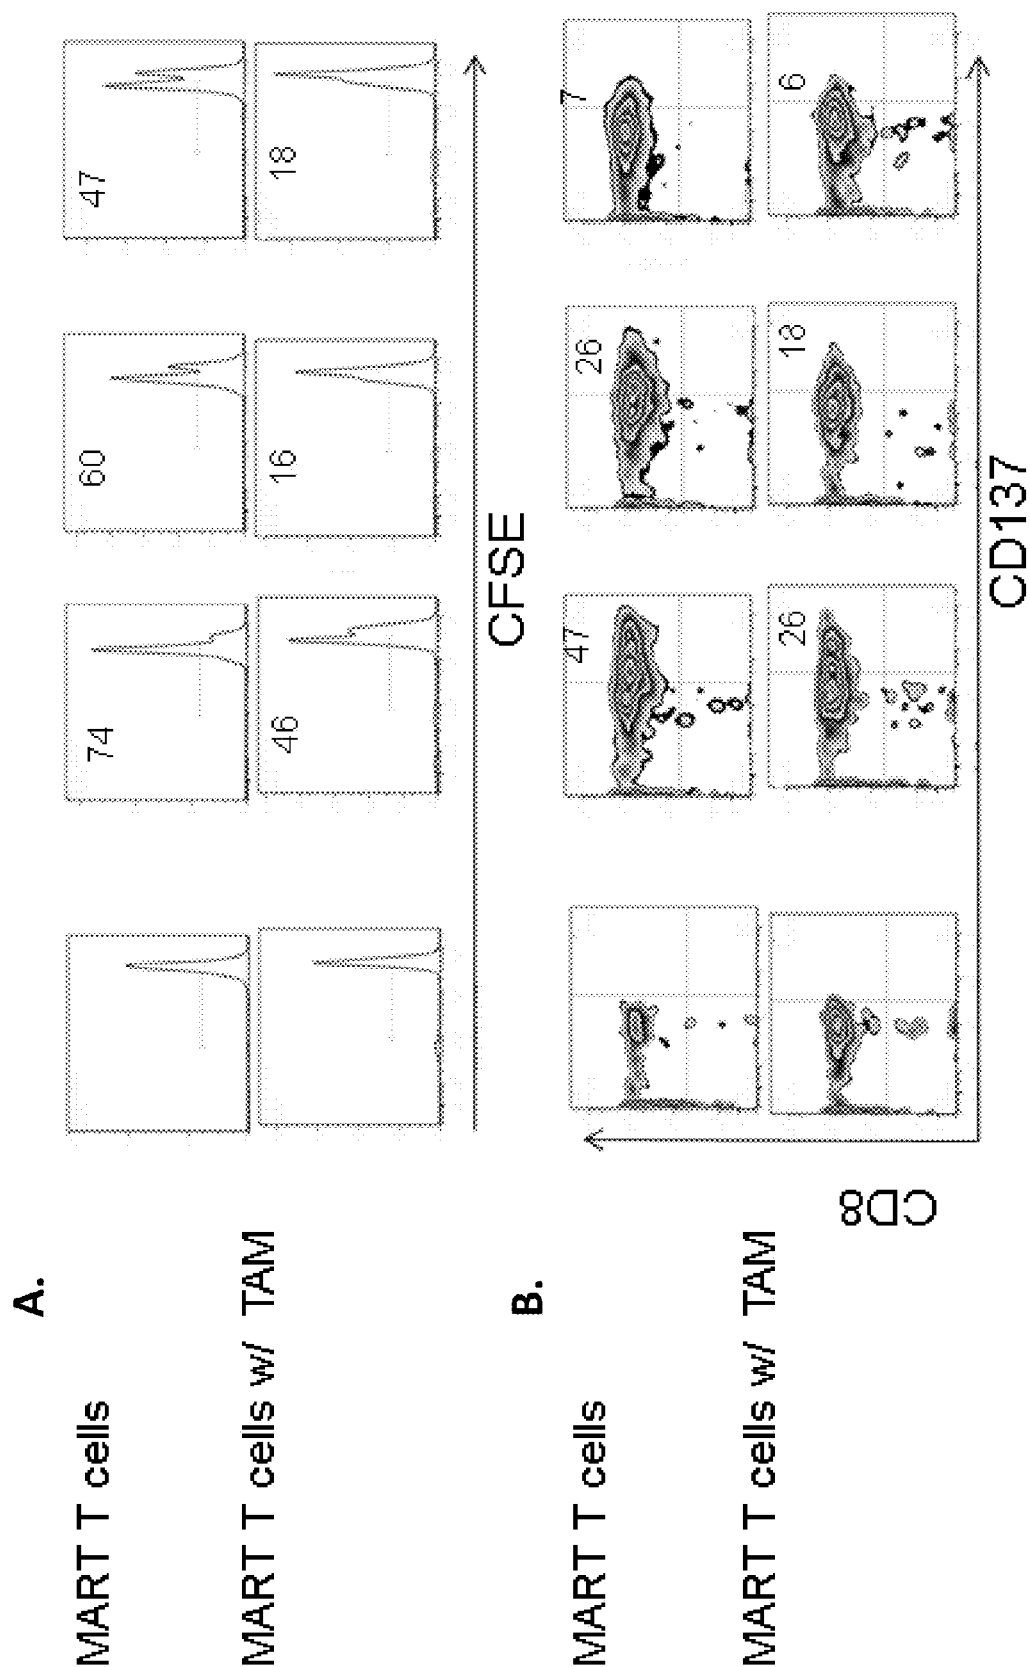 A.
MART T cells
74
60
47
MART T cells w/ TAM
46
16
18
CFSE
B.
MART T cells
47
26
7
MART T cells w/ TAM
26
18
6
CD8
CD137